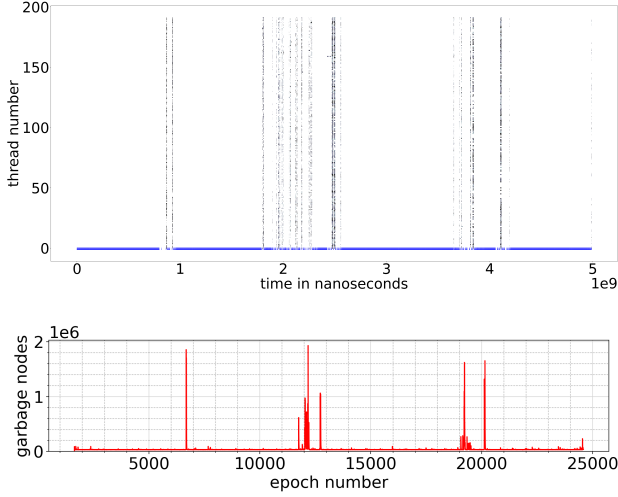 200
150
100
50
0
thread number
0 1 2 3 4 5
time in nanoseconds 1e9
1e6
2
1
0
garbage nodes
5000 10000 15000 20000 25000
epoch number